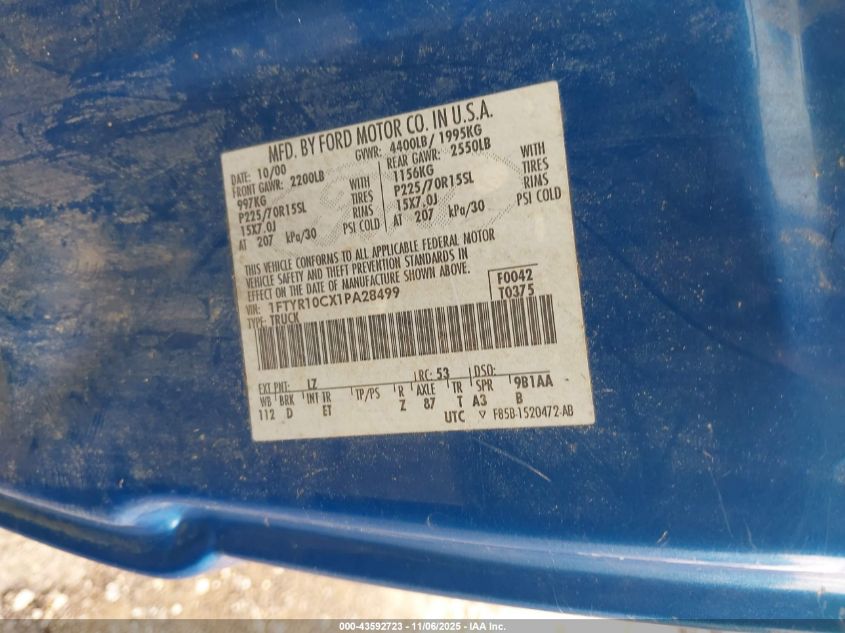 MFD. BY FORD MOTOR CO. IN U.S.A.
DATE: 10/00 GVWR: 4400LB/ 1995KG
FRONT GAWR: 2200LB REAR GAWR: 2550LB
997KG WITH 1156KG WITH
P225/70R15SL TIRES P225/70R15SL TIRES
15X7.0J RIMS 15X7.0J RIMS
AT 207 kPa/30 PSI COLD AT 207 kPa/30 PSI COLD
THIS VEHICLE CONFORMS TO ALL APPLICABLE FEDERAL MOTOR
VEHICLE SAFETY AND THEFT PREVENTION STANDARDS IN
EFFECT ON THE DATE OF MANUFACTURE SHOWN ABOVE.
VIN: 1FTYR10CX1PA28499 F0042
TYPE: TRUCK T0375
EXT PNT: LZ RC: 53 DSO:
WB BRK INT TR TP/PS R AXLE TR SPR 9B1AA
112 D ET Z 87 T A3 B
UTC ▽ F85B-1520472-AB
000-43592723 - 11/06/2025 - IAA Inc.